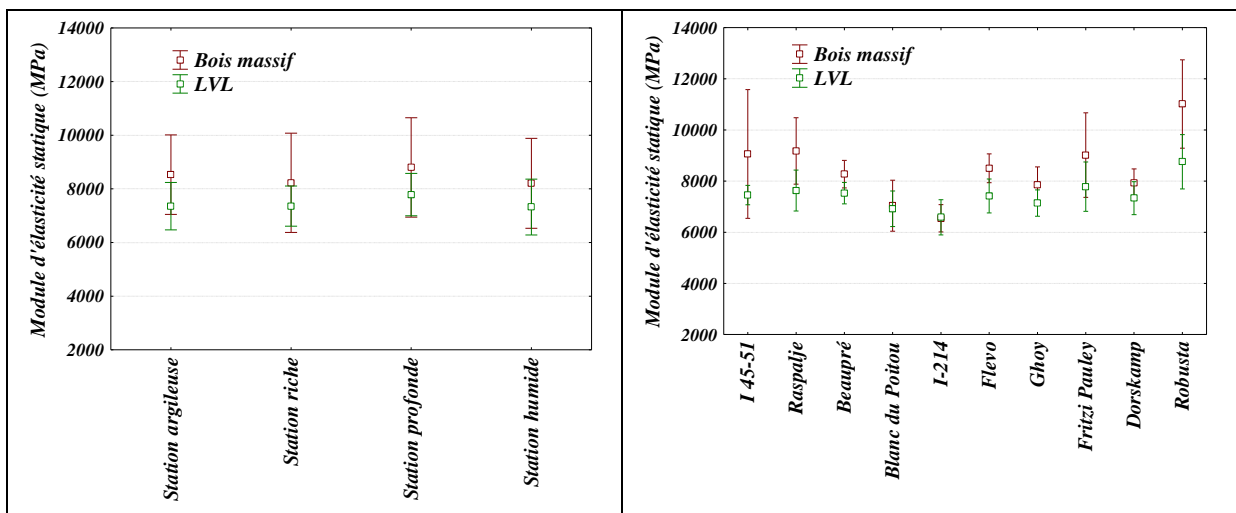 Module d'élasticité statique (MPa)
14000
12000
10000
8000
6000
4000
2000
Bois massif
LVL
Station argileuse
Station riche
Station profonde
Station humide
Module d'élasticité statique (MPa)
14000
12000
10000
8000
6000
4000
2000
Bois massif
LVL
I 45-51
Raspalje
Beaupré
Blanc du Poitou
I-214
Flevo
Ghoy
Fritzi Pauley
Dorskamp
Robusta